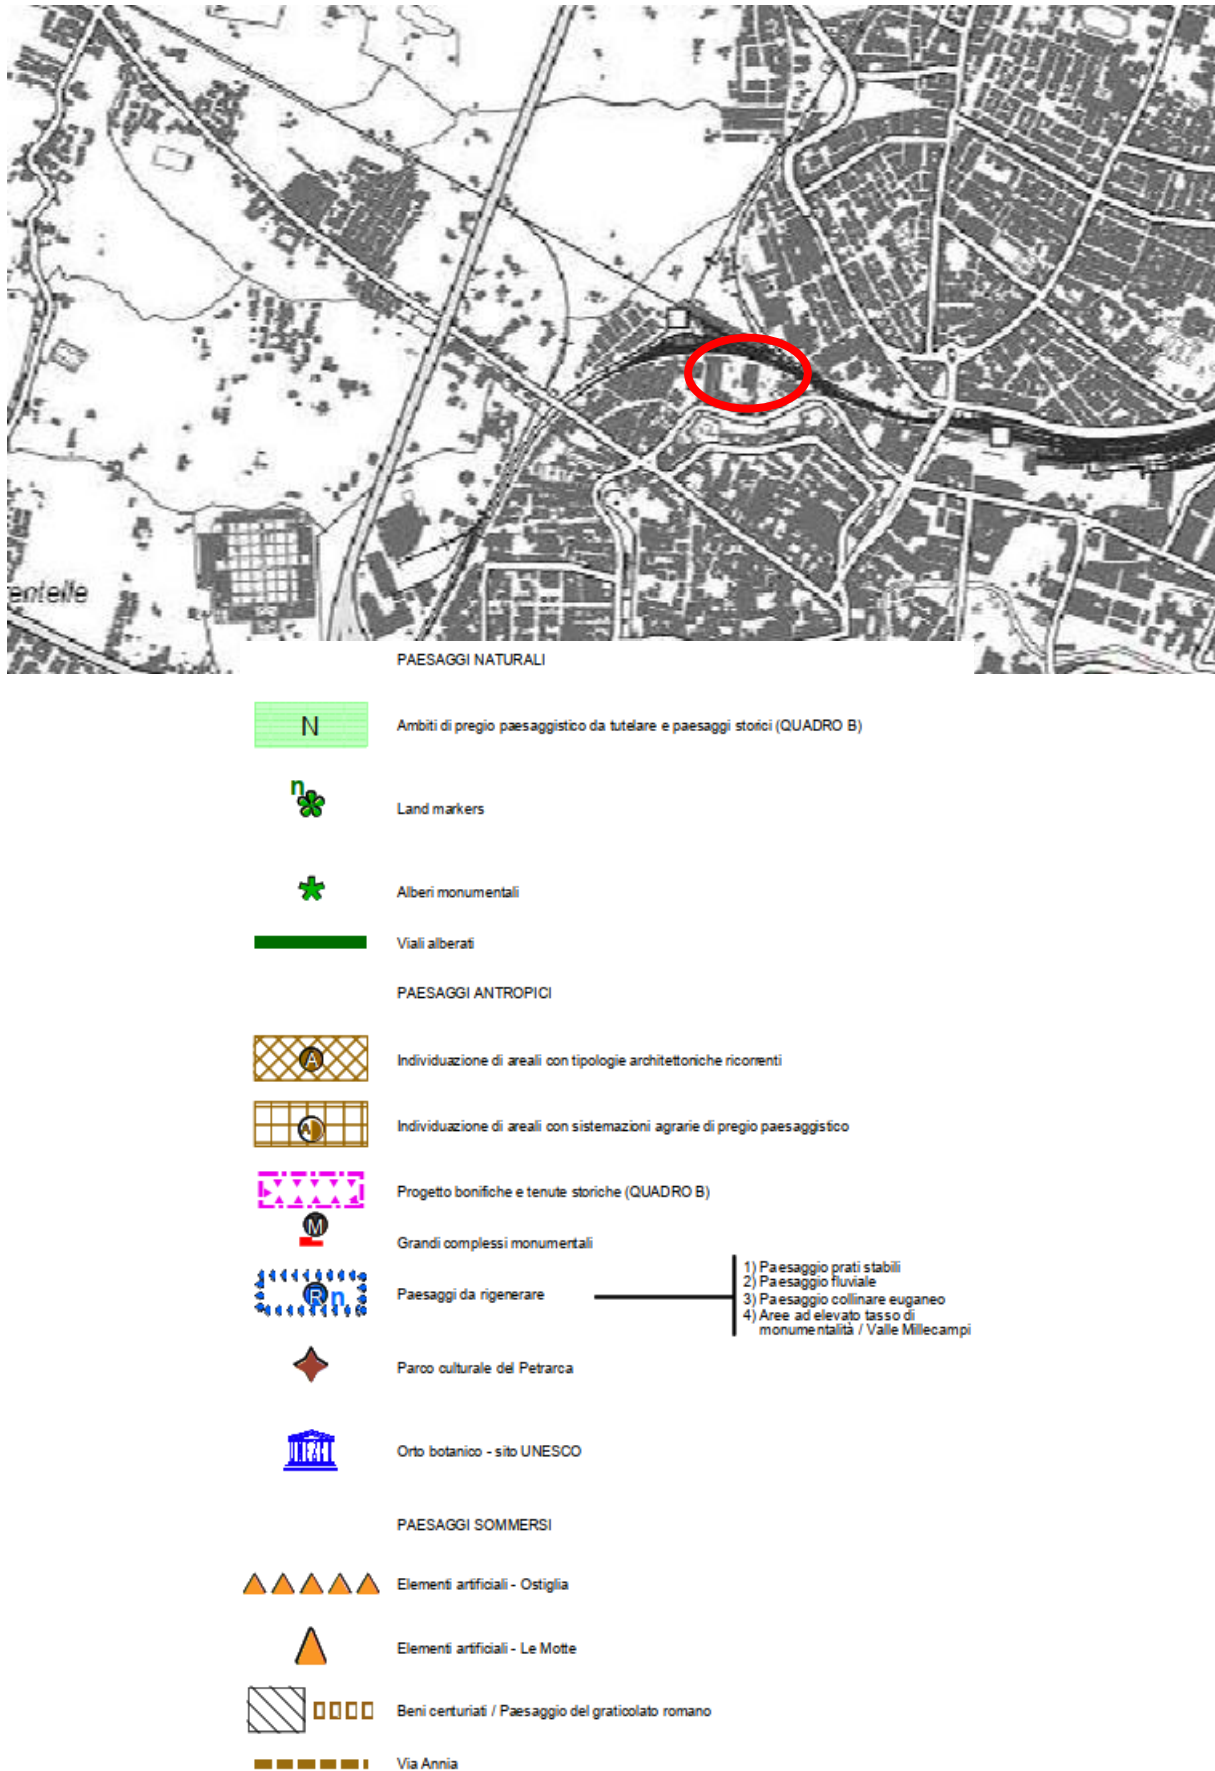 entelle
PAESAGGI NATURALI
N
Ambiti di pregio paesaggistico da tutelare e paesaggi storici (QUADRO B)
n
Land markers
Alberi monumentali
Viali alberati
PAESAGGI ANTROPICI
A
Individuazione di areali con tipologie architettoniche ricorrenti
A
Individuazione di areali con sistemazioni agrarie di pregio paesaggistico
Progetto bonifiche e tenute storiche (QUADRO B)
M
Grandi complessi monumentali
R n
Paesaggi da rigenerare
1) Paesaggio prati stabili
2) Paesaggio fluviale
3) Paesaggio collinare euganeo
4) Aree ad elevato tasso di
monumentalità / Valle Millecampi
Parco culturale del Petrarca
Orto botanico - sito UNESCO
PAESAGGI SOMMERSI
Elementi artificiali - Ostiglia
Elementi artificiali - Le Motte
Beni centuriati / Paesaggio del graticolato romano
Via Annia